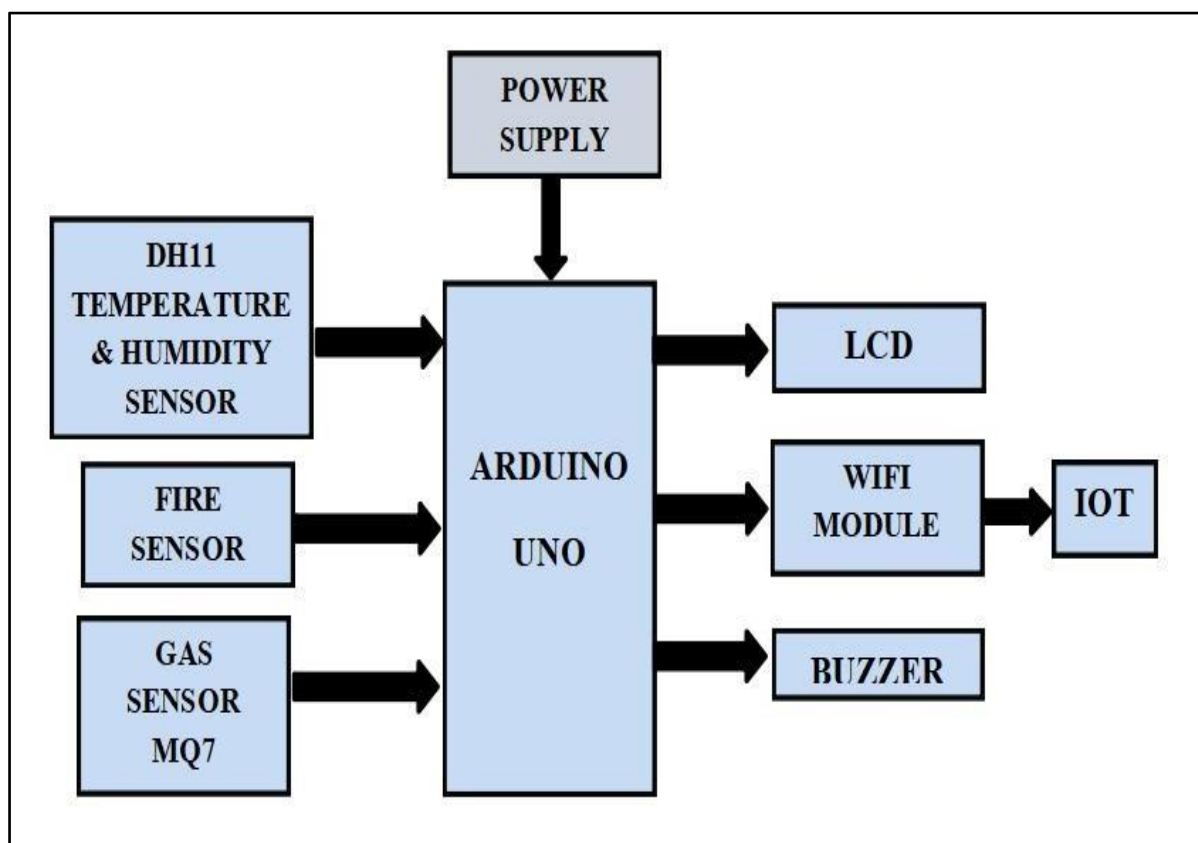 POWER
SUPPLY
DH11
TEMPERATURE
& HUMIDITY
SENSOR
FIRE
SENSOR
GAS
SENSOR
MQ7
ARDUINO
UNO
LCD
WIFI
MODULE
IOT
BUZZER